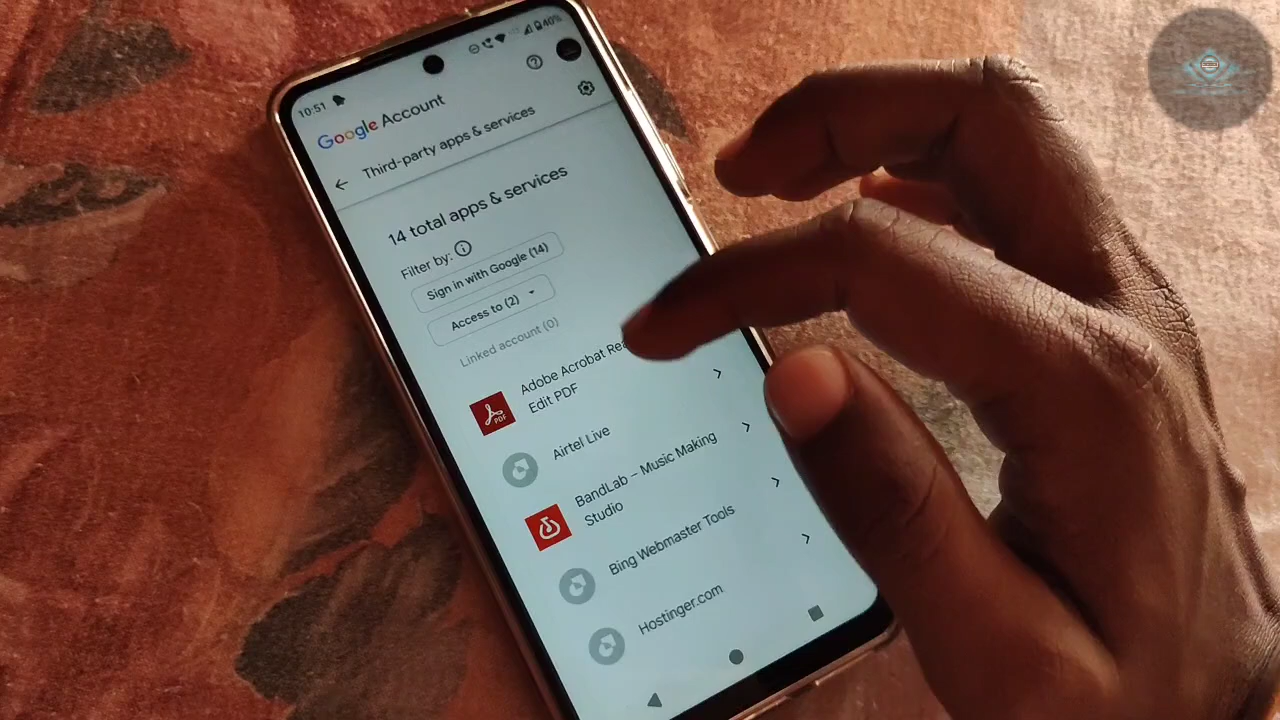 10:51
40%
Google Account
Third-party apps & services
14 total apps & services
Filter by:
Sign in with Google (14)
Access to (2)
Linked account (0)
Adobe Acrobat
Edit PDF
PDF
Airtel Live
BandLab – Music Making
Studio
Bing Webmaster Tools
Hostinger.com